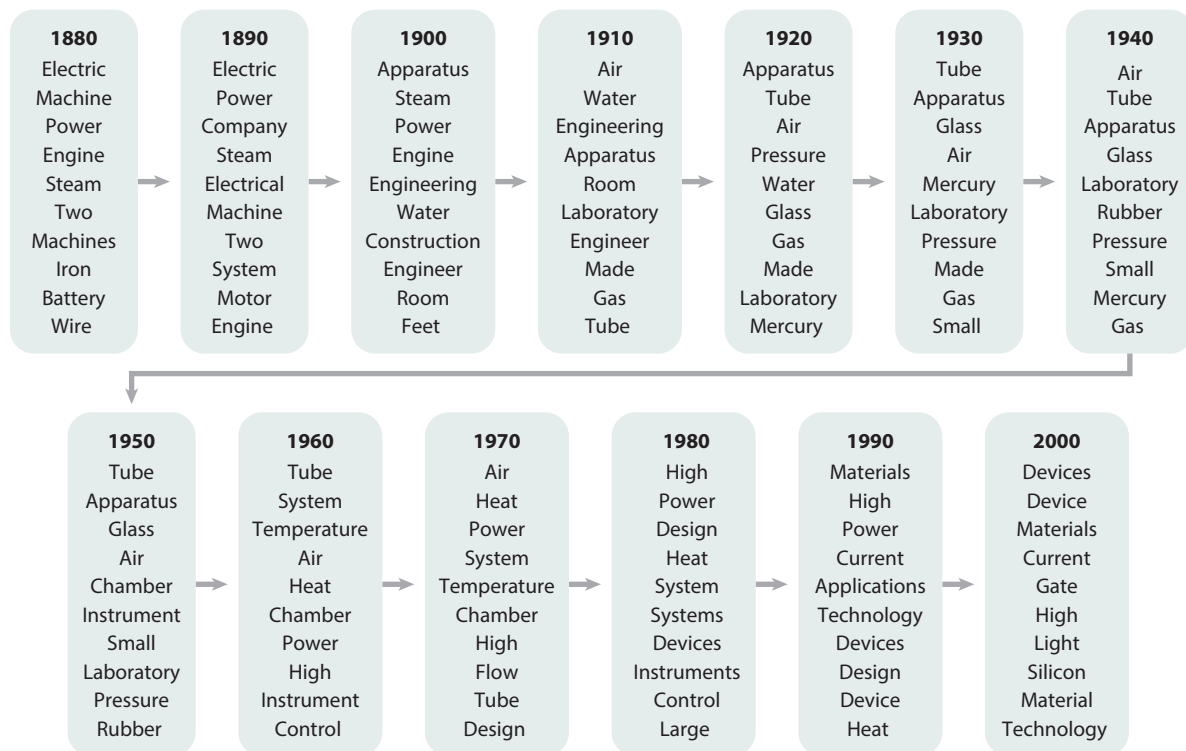 1880
Electric
Machine
Power
Engine
Steam
Two
Machines
Iron
Battery
Wire
1890
Electric
Power
Company
Steam
Electrical
Machine
Two
System
Motor
Engine
1900
Apparatus
Steam
Power
Engine
Engineering
Water
Construction
Engineer
Room
Feet
1910
Air
Water
Engineering
Apparatus
Room
Laboratory
Engineer
Made
Gas
Tube
1920
Apparatus
Tube
Air
Pressure
Water
Glass
Gas
Made
Laboratory
Mercury
1930
Tube
Apparatus
Glass
Air
Mercury
Laboratory
Pressure
Made
Gas
Small
1940
Air
Tube
Apparatus
Glass
Laboratory
Rubber
Pressure
Small
Mercury
Gas
1950
Tube
Apparatus
Glass
Air
Chamber
Instrument
Small
Laboratory
Pressure
Rubber
1960
Tube
System
Temperature
Air
Heat
Chamber
Power
High
Instrument
Control
1970
Air
Heat
Power
System
Temperature
Chamber
High
Flow
Tube
Design
1980
High
Power
Design
Heat
System
Systems
Devices
Instruments
Control
Large
1990
Materials
High
Power
Current
Applications
Technology
Devices
Design
Device
Heat
2000
Devices
Device
Materials
Current
Gate
High
Light
Silicon
Material
Technology